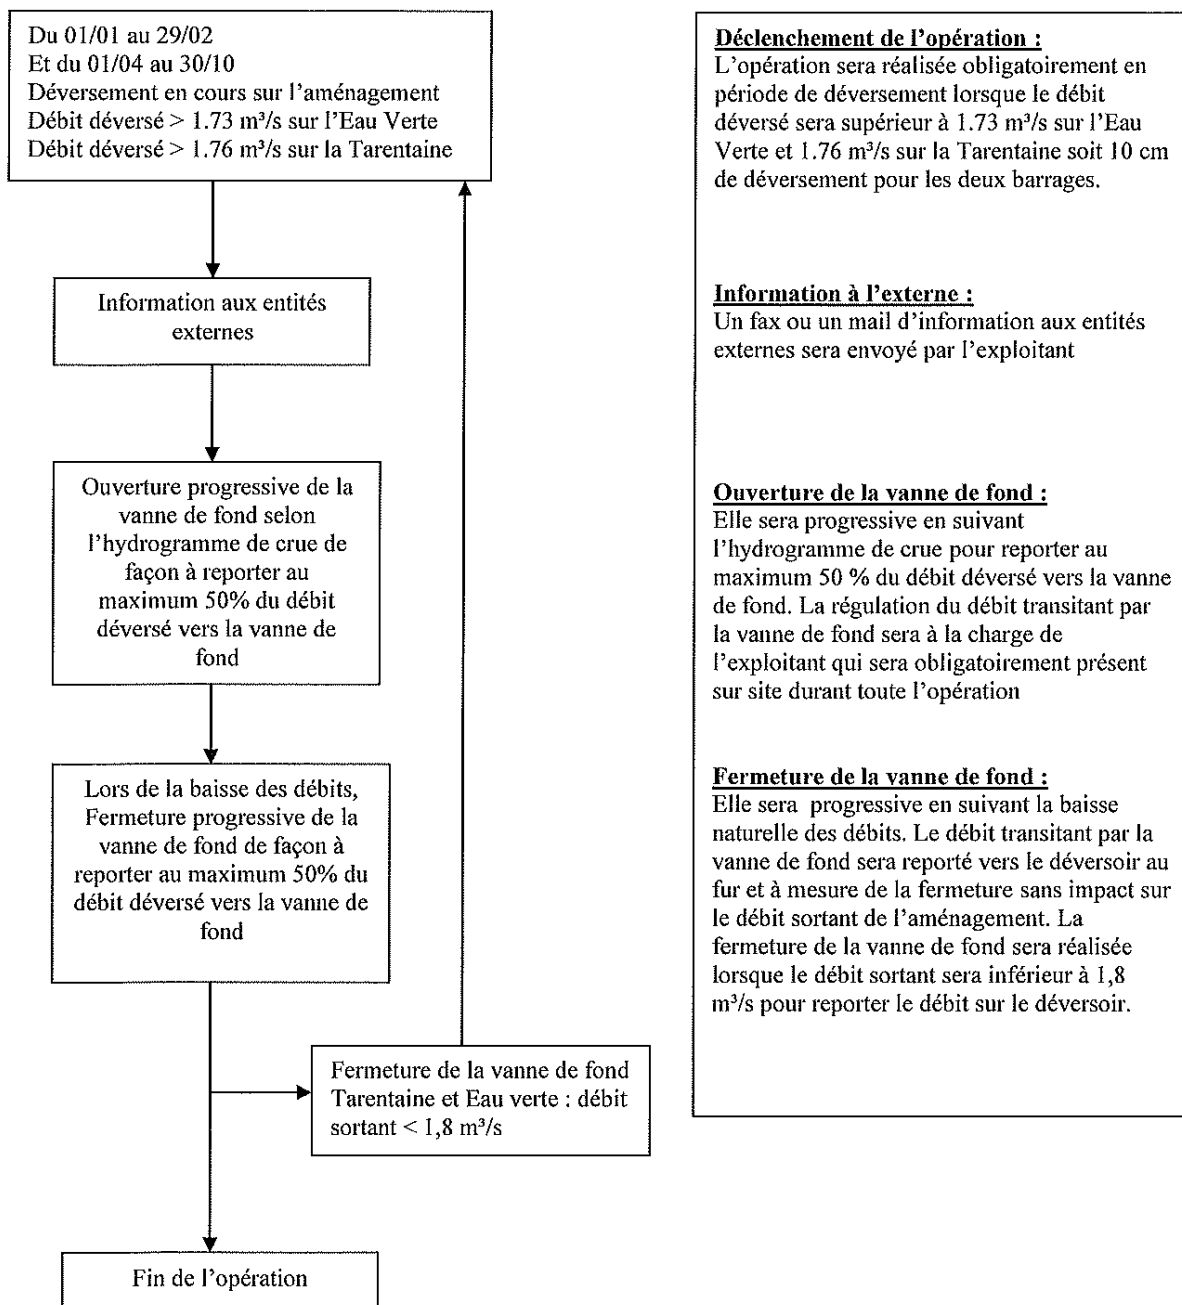 Du 01/01 au 29/02
Et du 01/04 au 30/10
Déversement en cours sur l'aménagement
Débit déversé > 1.73 m³/s sur l'Eau Verte
Débit déversé > 1.76 m³/s sur la Tarentaine
Information aux entités
externes
Ouverture progressive de la
vanne de fond selon
l'hydrogramme de crue de
façon à reporter au
maximum 50% du débit
déversé vers la vanne de
fond
Lors de la baisse des débits,
Fermeture progressive de la
vanne de fond de façon à
reporter au maximum 50% du
débit déversé vers la vanne de
fond
Fermeture de la vanne de fond
Tarentaine et Eau verte : débit
sortant < 1,8 m³/s
Fin de l'opération
Déclenchement de l'opération :
L'opération sera réalisée obligatoirement en
période de déversement lorsque le débit
déversé sera supérieur à 1.73 m³/s sur l'Eau
Verte et 1.76 m³/s sur la Tarentaine soit 10 cm
de déversement pour les deux barrages.
Information à l'externe :
Un fax ou un mail d'information aux entités
externes sera envoyé par l'exploitant
Ouverture de la vanne de fond :
Elle sera progressive en suivant
l'hydrogramme de crue pour reporter au
maximum 50 % du débit déversé vers la vanne
de fond. La régulation du débit transitant par
la vanne de fond sera à la charge de
l'exploitant qui sera obligatoirement présent
sur site durant toute l'opération
Fermeture de la vanne de fond :
Elle sera progressive en suivant la baisse
naturelle des débits. Le débit transitant par la
vanne de fond sera reporté vers le déversoir au
fur et à mesure de la fermeture sans impact sur
le débit sortant de l'aménagement. La
fermeture de la vanne de fond sera réalisée
lorsque le débit sortant sera inférieur à 1,8
m³/s pour reporter le débit sur le déversoir.